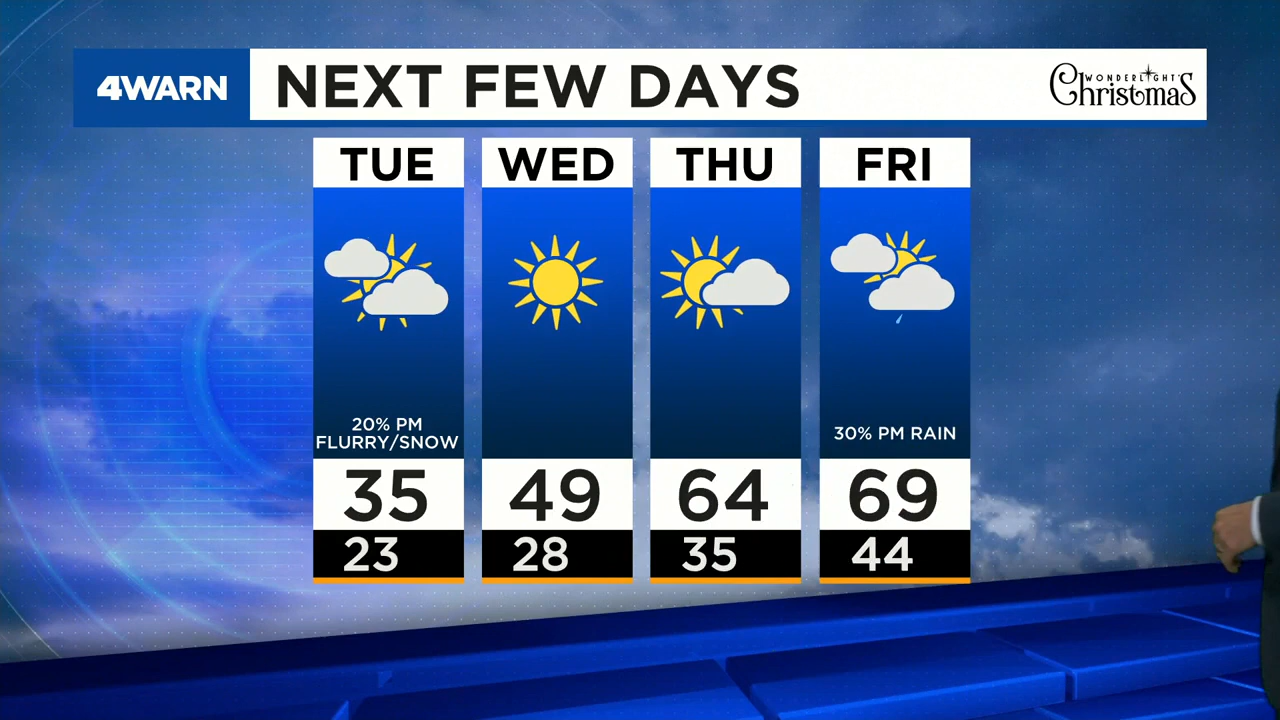 4WARN
NEXT FEW DAYS
WONDERLIGHT'S
Christmas
TUE
WED
THU
FRI
20% PM
FLURRY/SNOW
30% PM RAIN
35
49
64
69
23
28
35
44